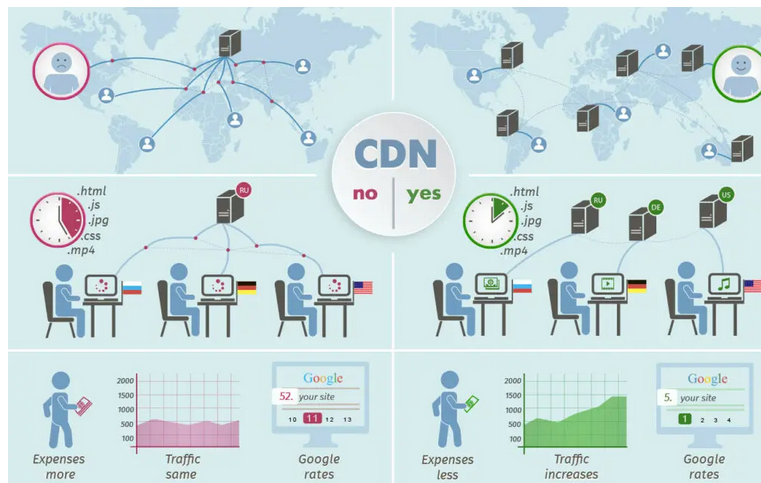 CDN
no | yes
.html
.js
.jpg
.css
.mp4
RU
.html
.js
.jpg
.css
.mp4
RU
DE
US
Expenses
more
2000
1500
1000
500
100
Traffic
same
Google
52. your site
10 11 12 13
Google
rates
Expenses
less
2000
1500
1000
500
100
Traffic
increases
Google
5. your site
1 2 3 4
Google
rates